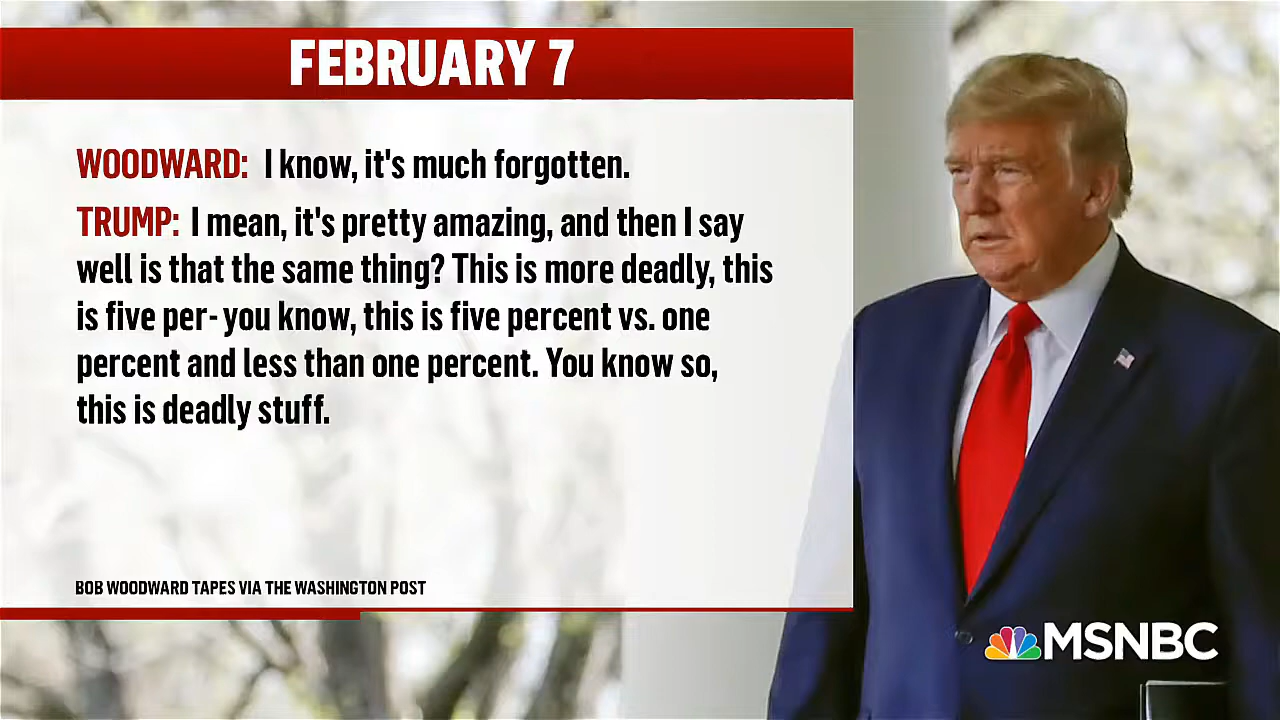 FEBRUARY 7
WOODWARD: I know, it's much forgotten.
TRUMP: I mean, it's pretty amazing, and then I say
well is that the same thing? This is more deadly, this
is five per- you know, this is five percent vs. one
percent and less than one percent. You know so,
this is deadly stuff.
BOB WOODWARD TAPES VIA THE WASHINGTON POST
MSNBC